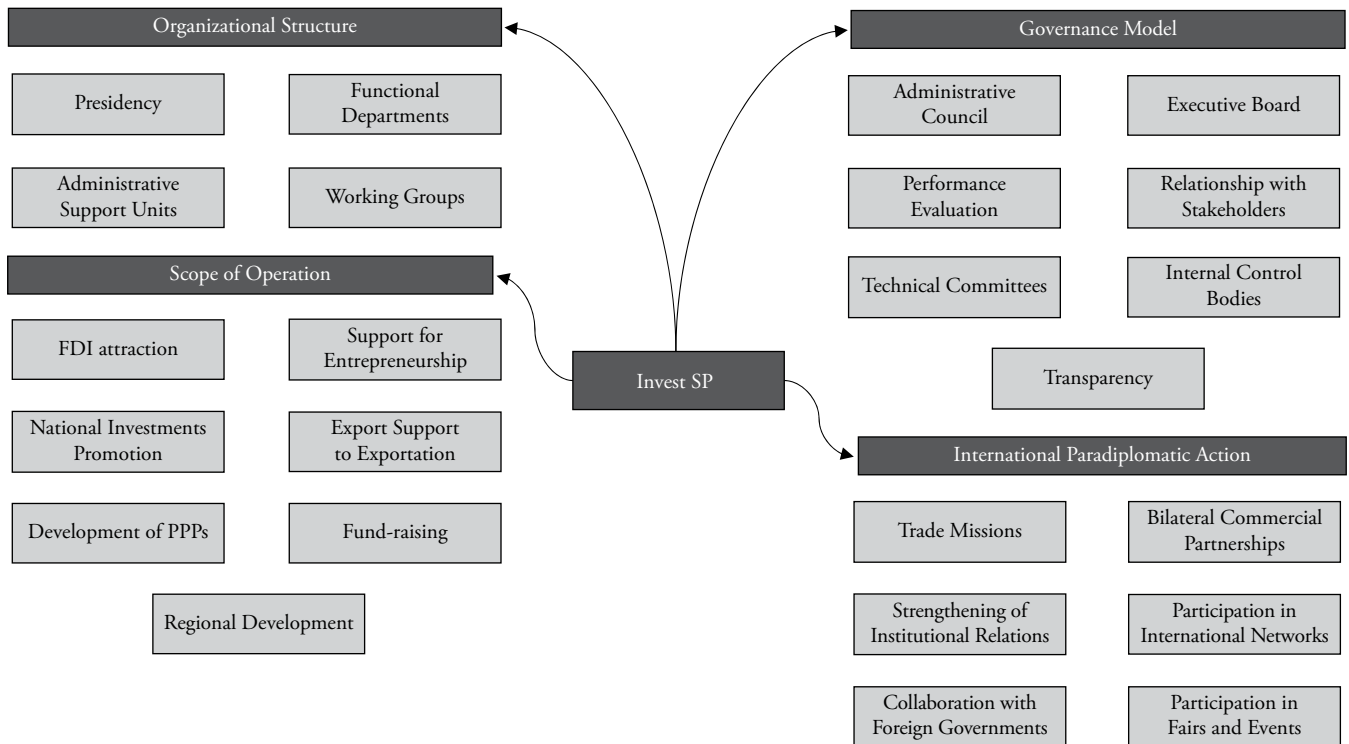 Organizational Structure
Presidency
Functional
Departments
Administrative
Support Units
Working Groups
Scope of Operation
FDI attraction
Support for
Entrepreneurship
National Investments
Promotion
Export Support
to Exportation
Development of PPPs
Fund-raising
Regional Development
Invest SP
Governance Model
Administrative
Council
Executive Board
Performance
Evaluation
Relationship with
Stakeholders
Technical Committees
Internal Control
Bodies
Transparency
International Paradiplomatic Action
Trade Missions
Bilateral Commercial
Partnerships
Strengthening of
Institutional Relations
Participation in
International Networks
Collaboration with
Foreign Governments
Participation in
Fairs and Events